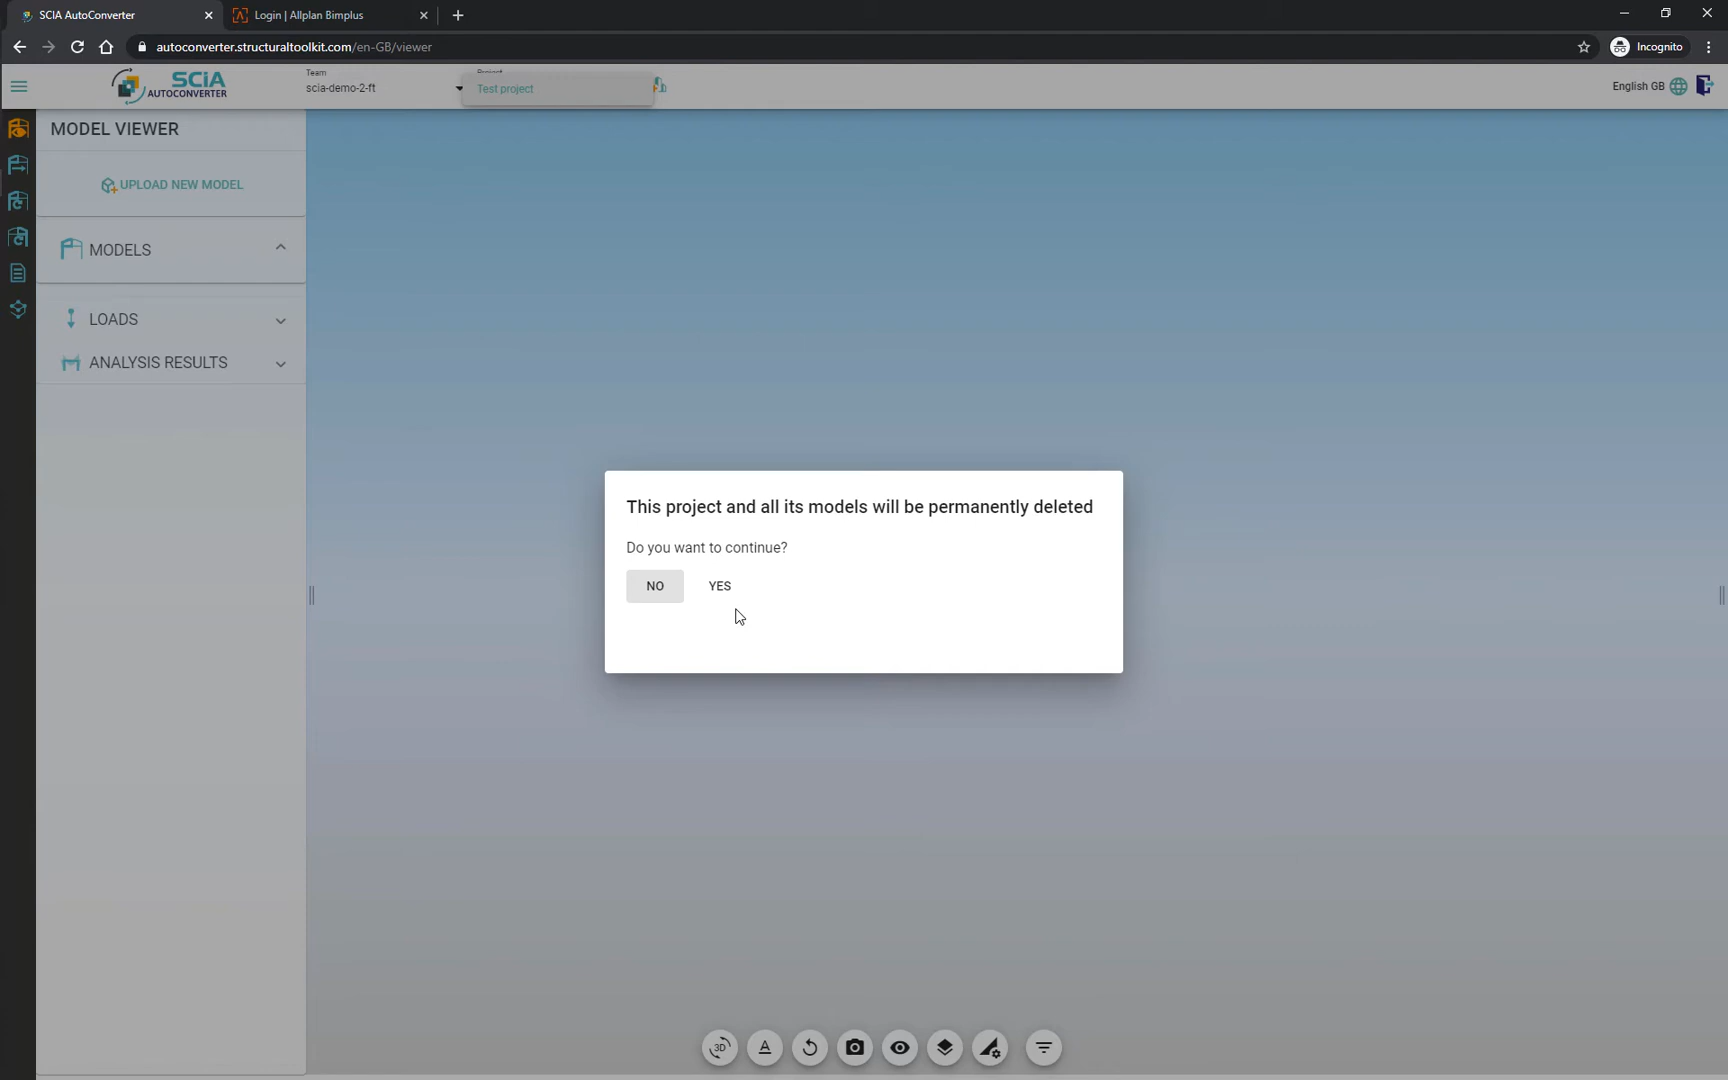 SCIA AutoConverter
Login | Allplan Bimplus
autoconverter.structuraltoolkit.com/en-GB/viewer
Incognito
SCiA
AUTOCONVERTER
Team
scia-demo-2-ft
Project
Test project
English GB
MODEL VIEWER
UPLOAD NEW MODEL
MODELS
LOADS
ANALYSIS RESULTS
This project and all its models will be permanently deleted
Do you want to continue?
NO YES
3D
A